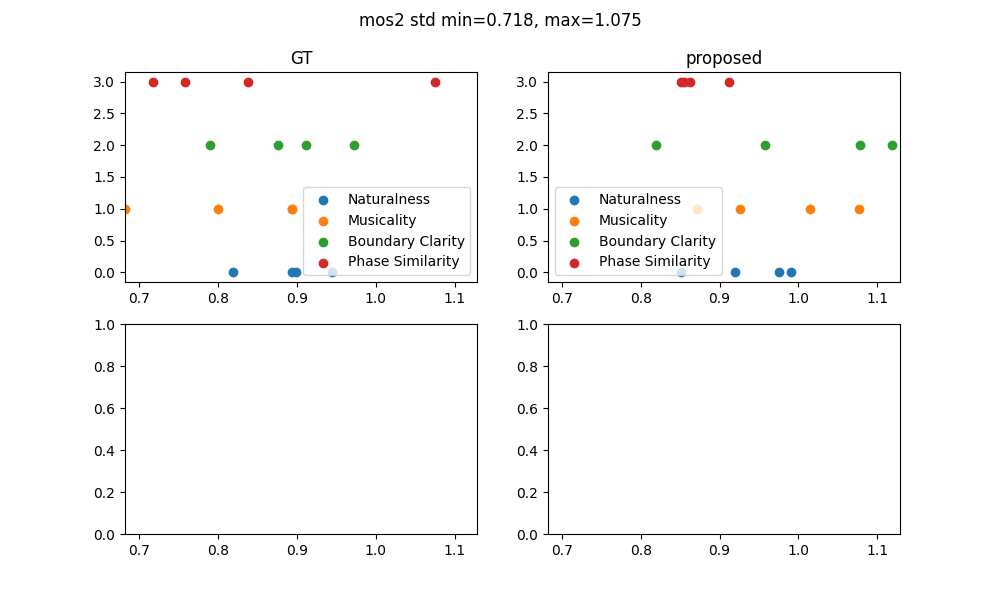 mos2 std min=0.718, max=1.075
GT
proposed
3.0
2.5
2.0
1.5
1.0
0.5
0.0
Naturalness
Musicality
Boundary Clarity
Phase Similarity
0.7 0.8 0.9 1.0 1.1
3.0
2.5
2.0
1.5
1.0
0.5
0.0
Naturalness
Musicality
Boundary Clarity
Phase Similarity
0.7 0.8 0.9 1.0 1.1
1.0
0.8
0.6
0.4
0.2
0.0
0.7 0.8 0.9 1.0 1.1
1.0
0.8
0.6
0.4
0.2
0.0
0.7 0.8 0.9 1.0 1.1